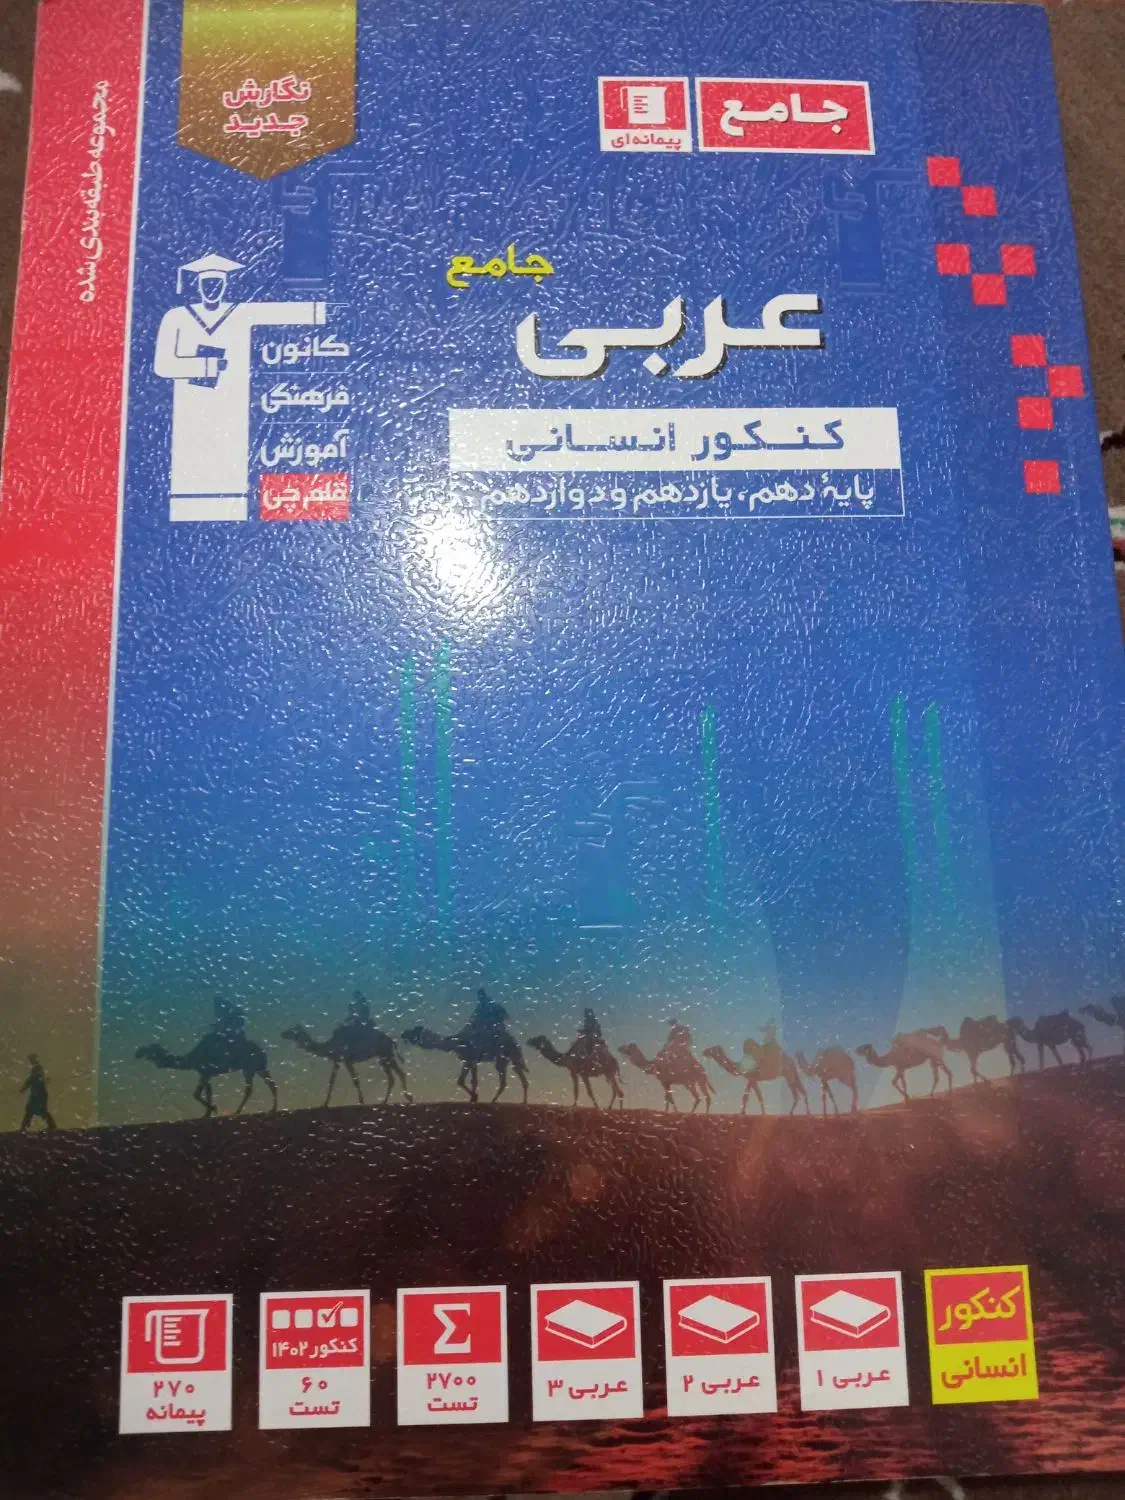 جامع
پیمانه‌ای
نگارش
جدید
مجموعه طبقه‌بندی شده
جامع
عربی
کنکور انسانی
پایهٔ دهم، یازدهم و دوازدهم
کانون
فرهنگی
آموزش
قلم‌چی
کنکور
انسانی
عربی ۱
عربی ۲
عربی ۳
۲۷۰۰
تست
کنکور ۱۴۰۲
۶۰
تست
۲۷۰
پیمانه